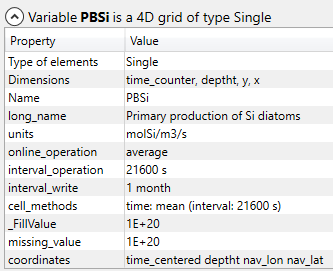 Variable PBSi is a 4D grid of type Single
Property Value
Type of elements Single
Dimensions time_counter, deptht, y, x
Name PBSi
long_name Primary production of Si diatoms
units molSi/m3/s
online_operation average
interval_operation 21600 s
interval_write 1 month
cell_methods time: mean (interval: 21600 s)
_FillValue 1E+20
missing_value 1E+20
coordinates time_centered deptht nav_lon nav_lat